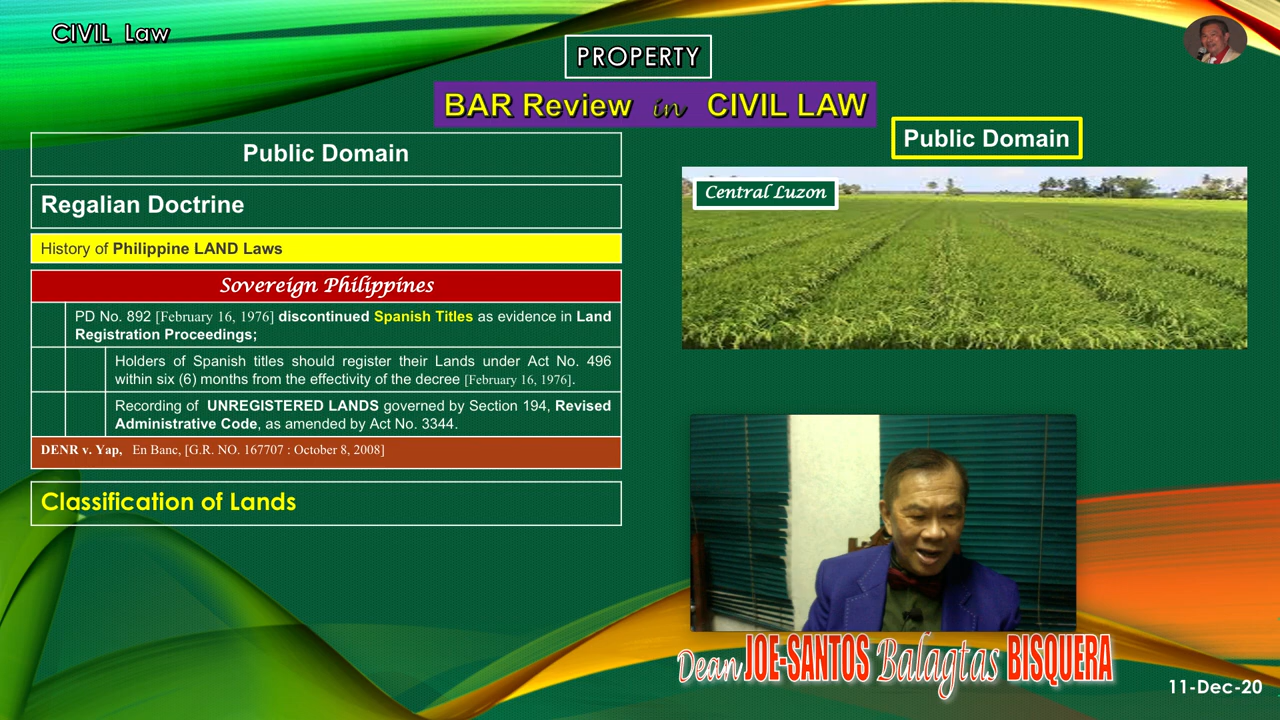 CIVIL Law
PROPERTY
BAR Review in CIVIL LAW
Public Domain
Regalian Doctrine
History of Philippine LAND Laws
Sovereign Philippines
PD No. 892 [February 16, 1976] discontinued Spanish Titles as evidence in Land
Registration Proceedings;
Holders of Spanish titles should register their Lands under Act No. 496
within six (6) months from the effectivity of the decree [February 16, 1976].
Recording of UNREGISTERED LANDS governed by Section 194, Revised
Administrative Code, as amended by Act No. 3344.
DENR v. Yap, En Banc, [G.R. NO. 167707 : October 8, 2008]
Classification of Lands
Public Domain
Central Luzon
Dean JOE-SANTOS Balagtas BISQUERA
11-Dec-20